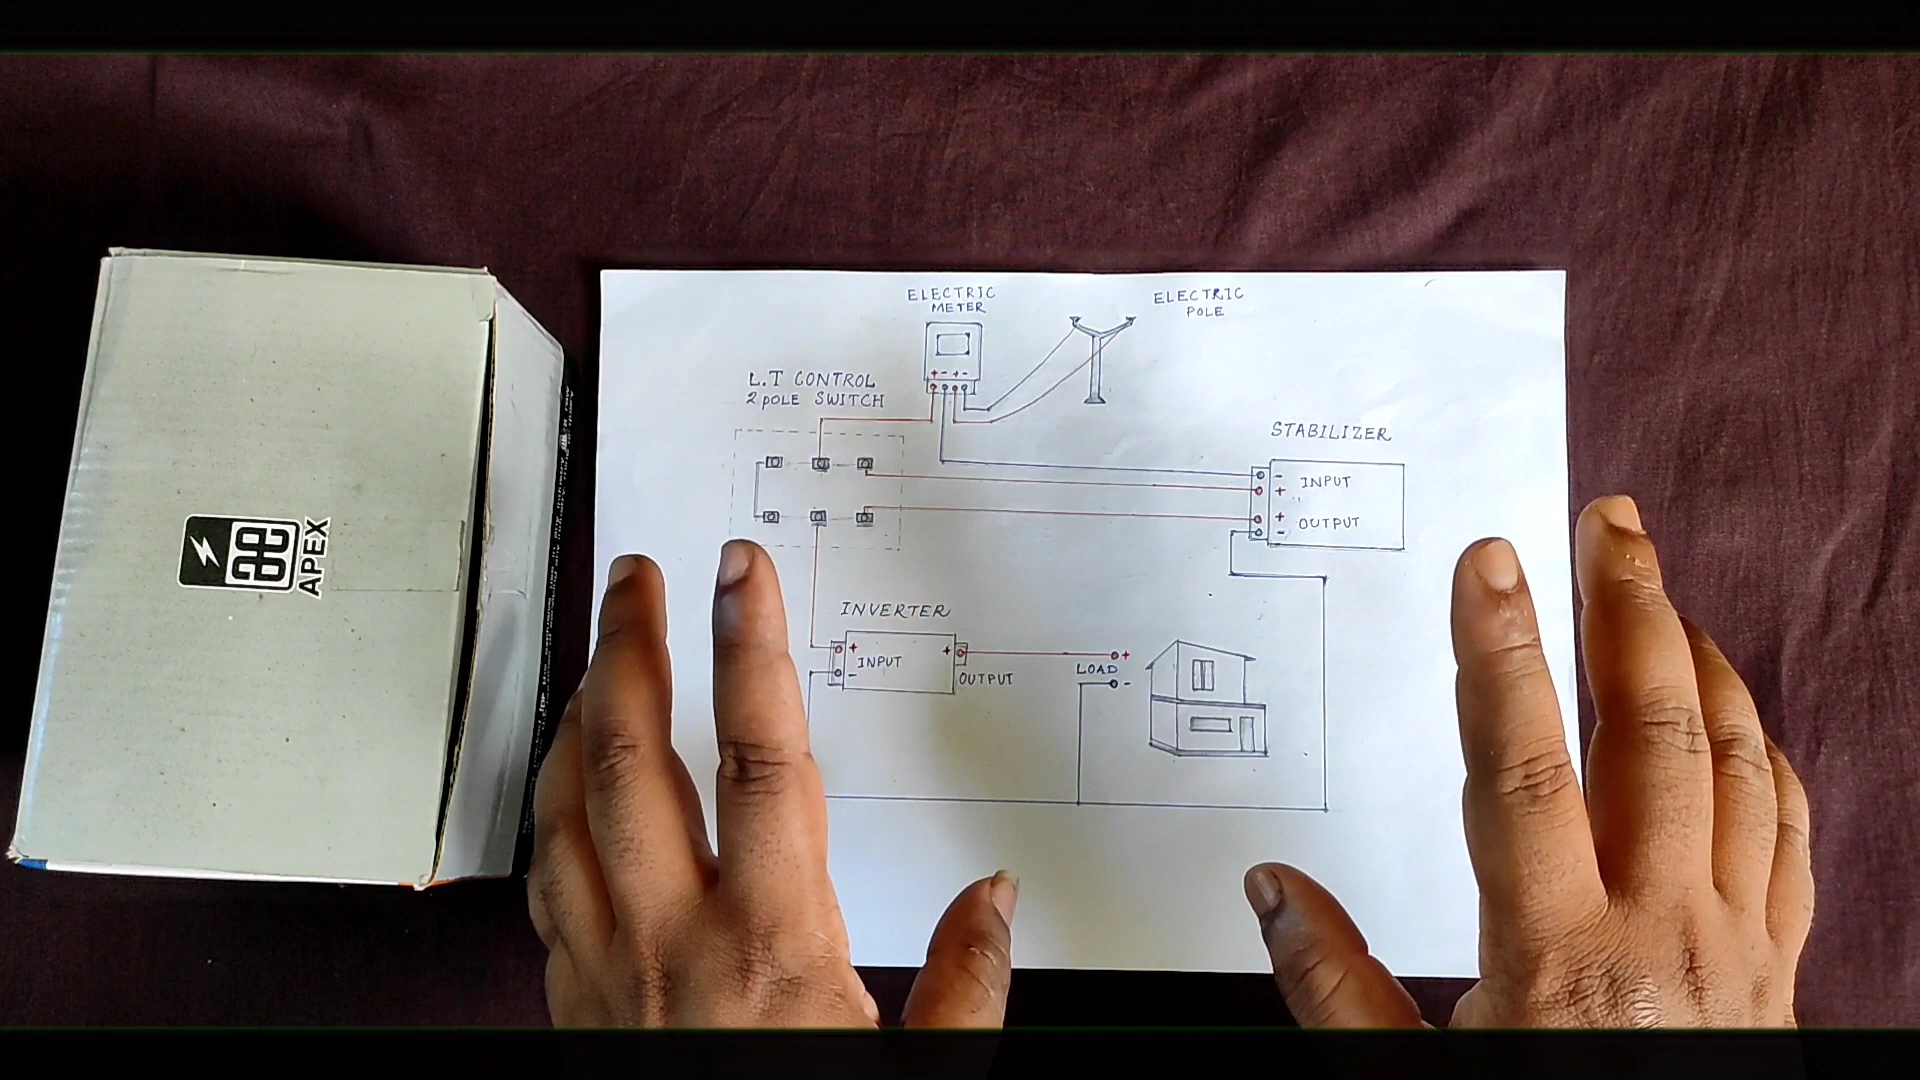 ELECTRIC
METER
ELECTRIC
POLE
L.T CONTROL
2 POLE SWITCH
+ - + -
STABILIZER
- INPUT
+
+ OUTPUT
-
APEX
INVERTER
+ INPUT +
-
OUTPUT
+
LOAD
-